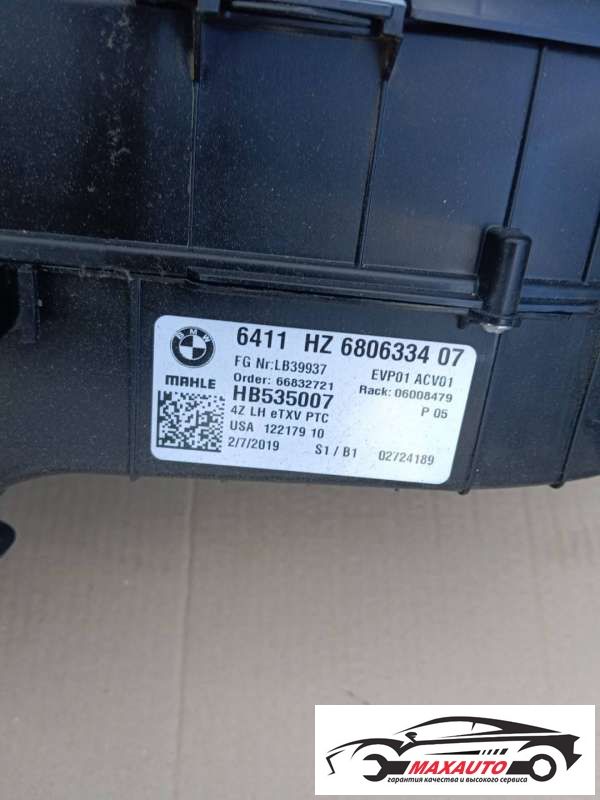 BMW
6411 HZ 6806334 07
FG Nr:LB39937 EVP01 ACV01
MAHLE
Order: 66832721 Rack: 06008479
HB535007 P 05
4Z LH eTXV PTC
USA 122179 10
2/7/2019 S1 / B1 02724189
MAXAUTO
гарантия качества и высокого сервиса